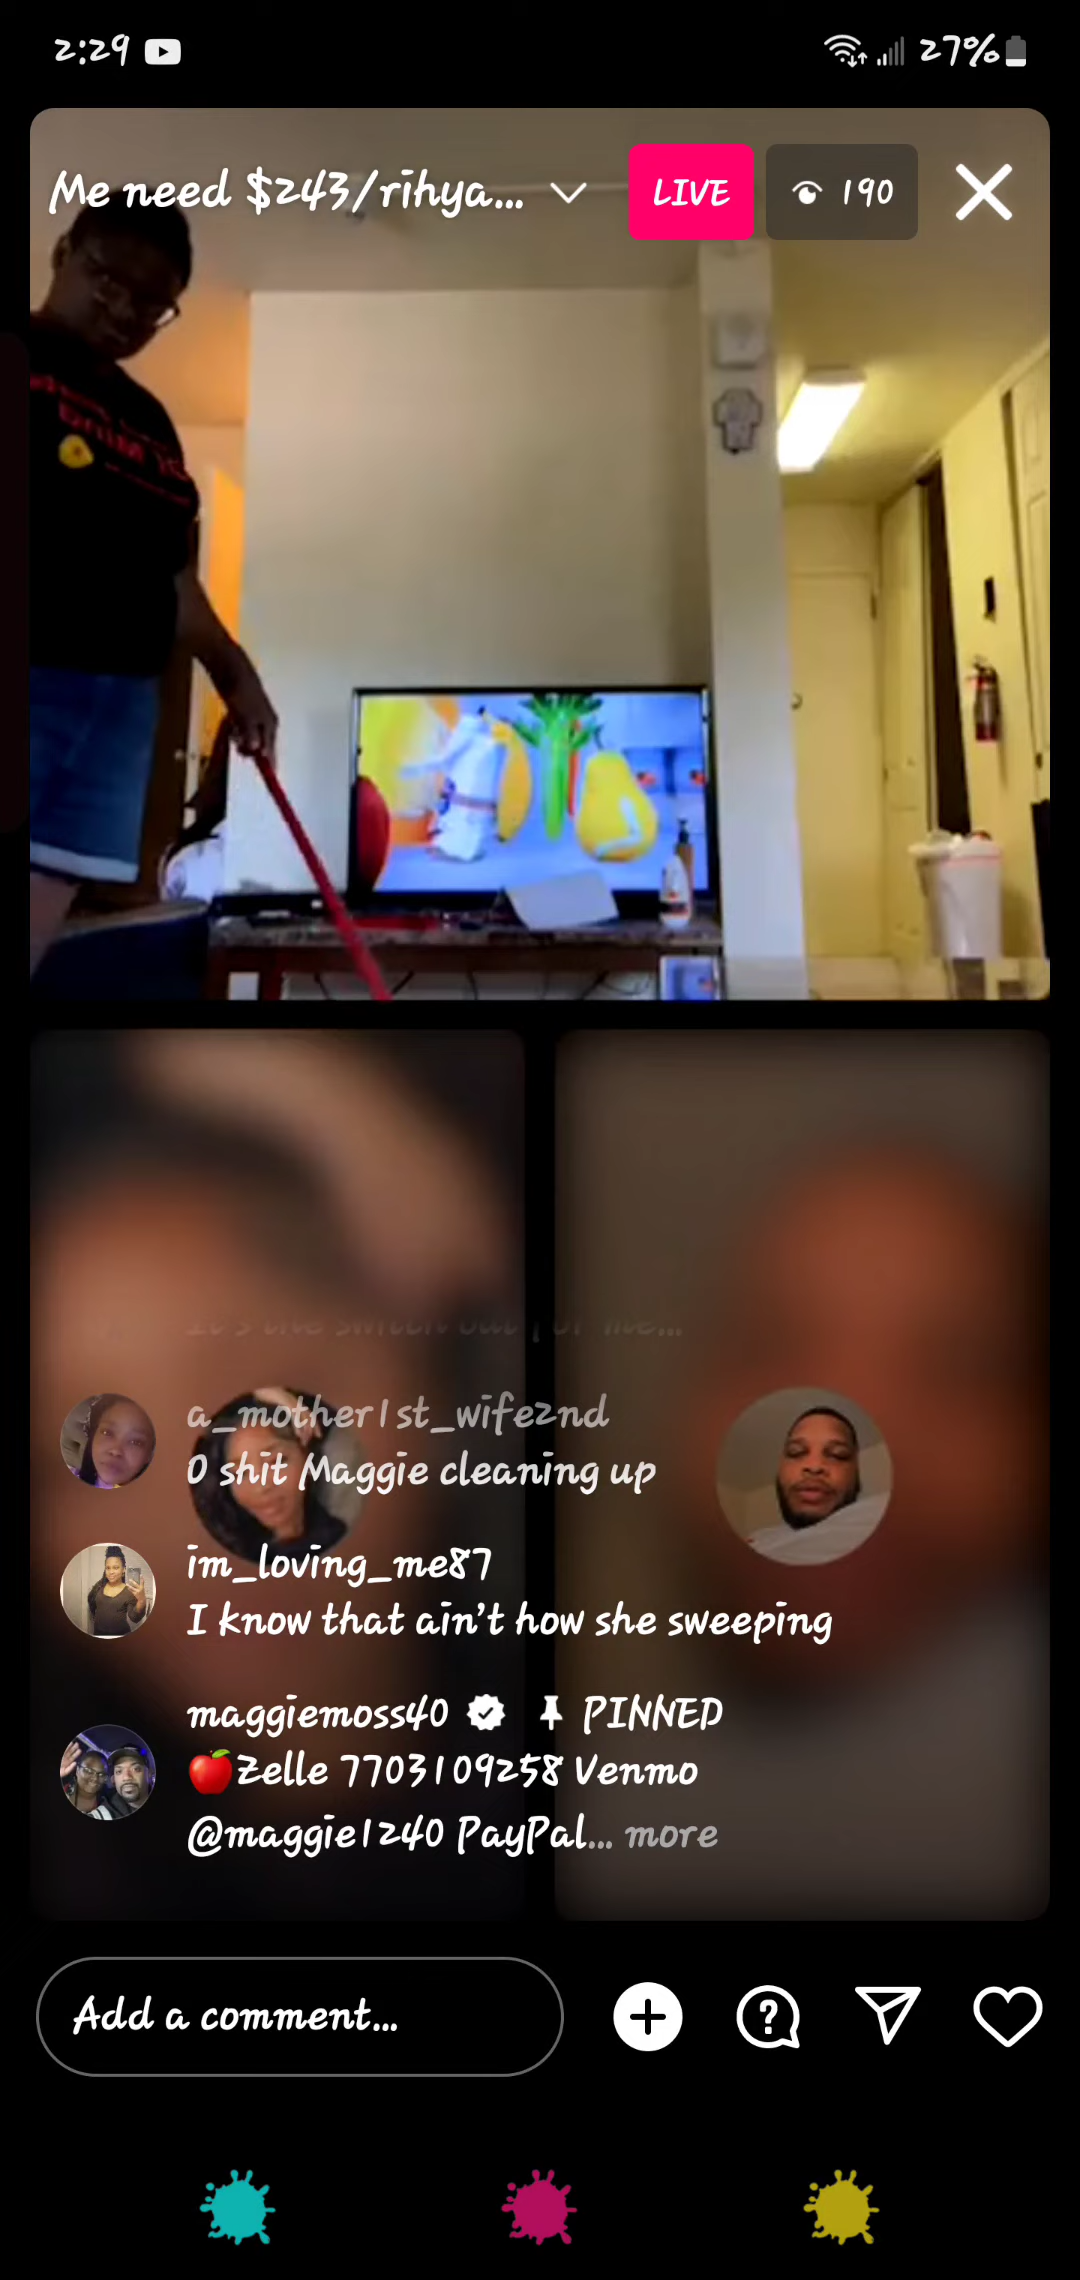 2:29
27%
Me need $243/rihya...
LIVE
190
a_mother1st_wife2nd
0 shit Maggie cleaning up
im_loving_me87
I know that ain't how she sweeping
maggiemoss40 PINNED
🍎Zelle 7703109258 Venmo
@maggie1240 PayPal... more
Add a comment...